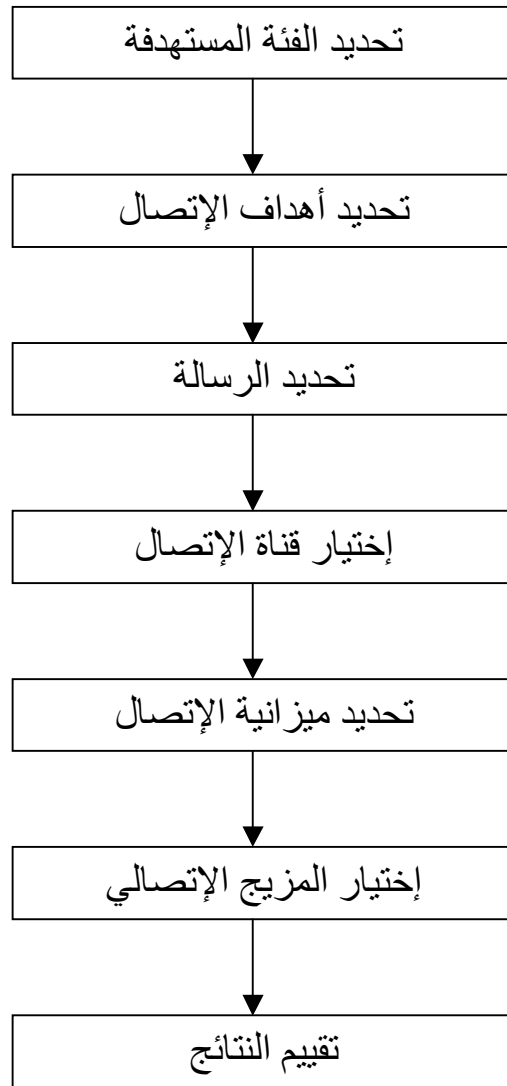 تحديد الفئة المستهدفة
تحديد أهداف الإتصال
تحديد الرسالة
إختيار قناة الإتصال
تحديد ميزانية الإتصال
إختيار المزيج الإتصالي
تقييم النتائج